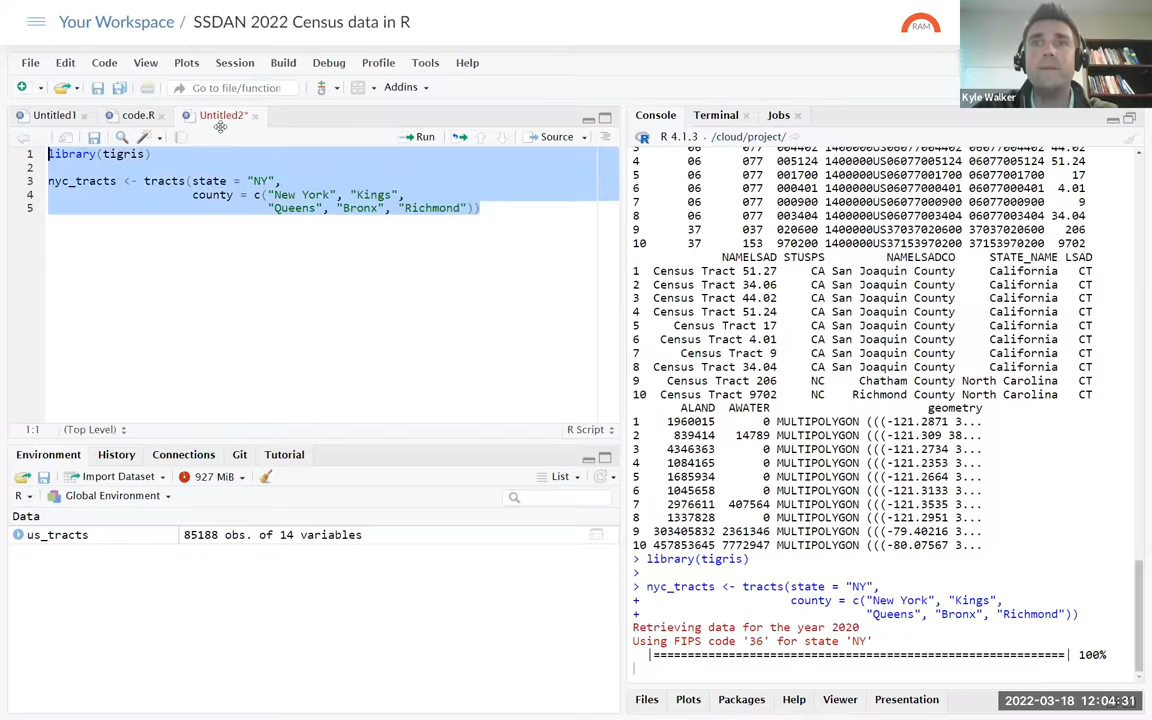 Your Workspace / SSDAN 2022 Census data in R
RAM
Kyle Walker
File Edit Code View Plots Session Build Debug Profile Tools Help
Go to file/function Addins
Untitled1 code.R Untitled2*
Run Source
1 library(tigris)
2
3 nyc_tracts <- tracts(state = "NY",
4 county = c("New York", "Kings",
5 "Queens", "Bronx", "Richmond"))
1:1 (Top Level) R Script
Environment History Connections Git Tutorial
Import Dataset 927 MiB List
R Global Environment
Data
us_tracts 85188 obs. of 14 variables
Console Terminal Jobs
R 4.1.3 · /cloud/project/
3 06 077 004402 1400000US06077004402 06077004402 44.02
4 06 077 005124 1400000US06077005124 06077005124 51.24
5 06 077 001700 1400000US06077001700 06077001700 17
6 06 077 000401 1400000US06077000401 06077000401 4.01
7 06 077 000900 1400000US06077000900 06077000900 9
8 06 077 003404 1400000US06077003404 06077003404 34.04
9 37 037 020600 1400000US37037020600 37037020600 206
10 37 153 970200 1400000US37153970200 37153970200 9702
NAMELSAD STUSPS NAMELSADCO STATE_NAME LSAD
1 Census Tract 51.27 CA San Joaquin County California CT
2 Census Tract 34.06 CA San Joaquin County California CT
3 Census Tract 44.02 CA San Joaquin County California CT
4 Census Tract 51.24 CA San Joaquin County California CT
5 Census Tract 17 CA San Joaquin County California CT
6 Census Tract 4.01 CA San Joaquin County California CT
7 Census Tract 9 CA San Joaquin County California CT
8 Census Tract 34.04 CA San Joaquin County California CT
9 Census Tract 206 NC Chatham County North Carolina CT
10 Census Tract 9702 NC Richmond County North Carolina CT
ALAND AWATER geometry
1 1960015 0 MULTIPOLYGON (((-121.2871 3...
2 839414 14789 MULTIPOLYGON (((-121.309 38...
3 4346363 0 MULTIPOLYGON (((-121.2734 3...
4 1084165 0 MULTIPOLYGON (((-121.2353 3...
5 1685934 0 MULTIPOLYGON (((-121.2664 3...
6 1045658 0 MULTIPOLYGON (((-121.3133 3...
7 2976611 407564 MULTIPOLYGON (((-121.3535 3...
8 1337828 0 MULTIPOLYGON (((-121.2951 3...
9 303405832 2361346 MULTIPOLYGON (((-79.40216 3...
10 457853645 7772947 MULTIPOLYGON (((-80.07567 3...
> library(tigris)
>
> nyc_tracts <- tracts(state = "NY",
+ county = c("New York", "Kings",
+ "Queens", "Bronx", "Richmond"))
Retrieving data for the year 2020
Using FIPS code '36' for state 'NY'
|=============================================================| 100%
Files Plots Packages Help Viewer Presentation
2022-03-18 12:04:31